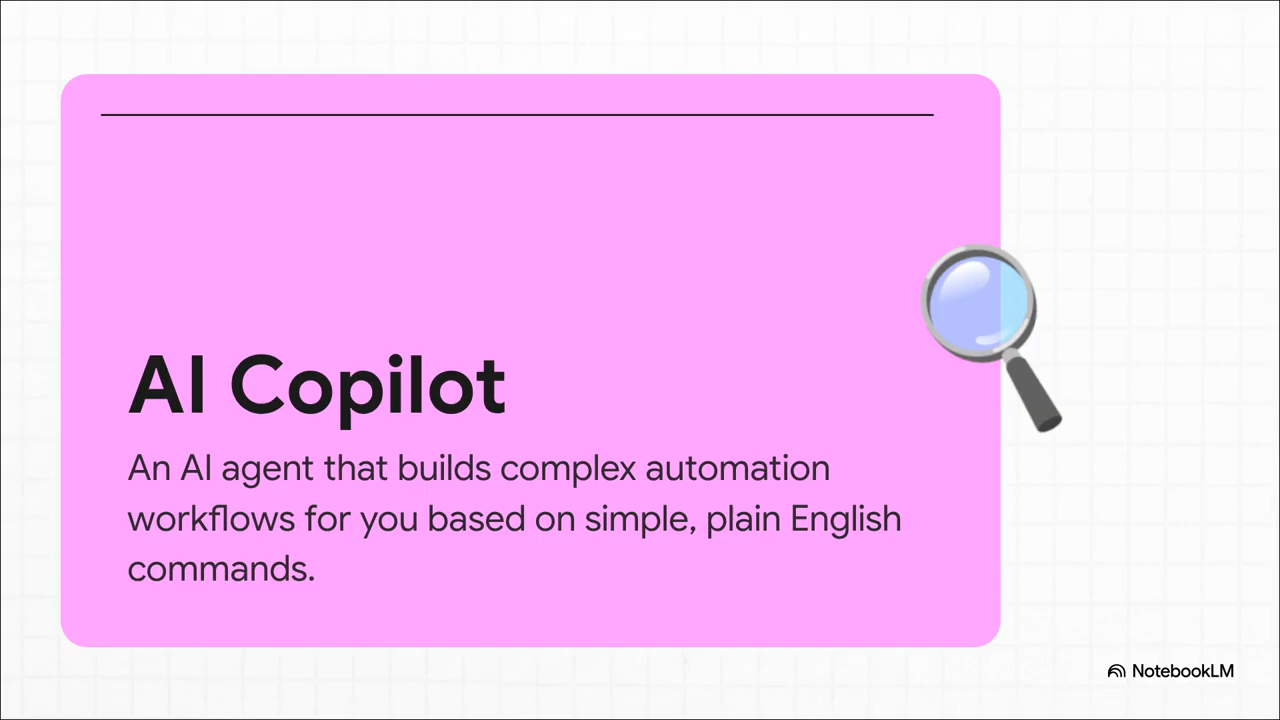 AI Copilot
An AI agent that builds complex automation
workflows for you based on simple, plain English
commands.
NotebookLM